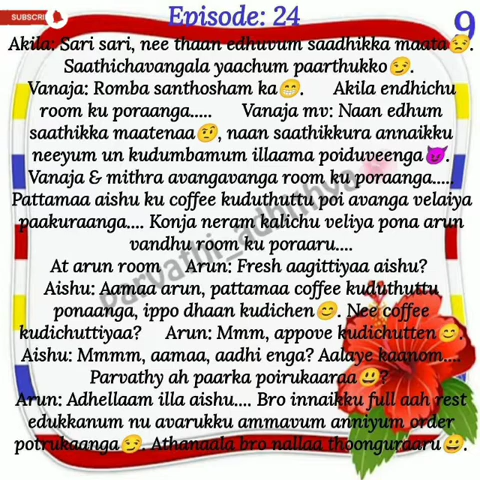 SUBSCRI
Episode: 24
9
Akila: Sari sari, nee thaan edhuvum saadhikka maata😒.
Saathichavangala yaachum paarthukko😏.
Vanaja: Romba santhosham ka😁. Akila endhichu
room ku poraanga..... Vanaja mv: Naan edhum
saathikka maatenaa🤨, naan saathikkura annaikku
neeyum un kudumbamum illaama poiduveenga😈.
Vanaja & mithra avangavanga room ku poraanga....
Pattamaa aishu ku coffee kuduthuttu poi avanga velaiya
paakuraanga.... Konja neram kalichu veliya pona arun
vandhu room ku poraaru....
At arun room Arun: Fresh aagittiyaa aishu?
Aishu: Aamaa arun, pattamaa coffee kuduthuttu
ponaanga, ippo dhaan kudichen😊. Nee coffee
kudichuttiyaa? Arun: Mmm, appove kudichutten😊
Aishu: Mmmm, aamaa, aadhi enga? Aalaye kaanom....
Parvathy ah paarka poirukaaraa😃?
Arun: Adhellaam illa aishu.... Bro innaikku full aah rest
edukkanum nu avarukku ammavum anniyum order
potrukaanga😏. Athanaala bro nallaa thoonguraaru😄.
parvathi_adhithya